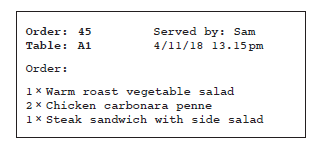 Order: 45 Served by: Sam
Table: A1 4/11/18 13.15pm
Order:
1 × Warm roast vegetable salad
2 × Chicken carbonara penne
1 × Steak sandwich with side salad